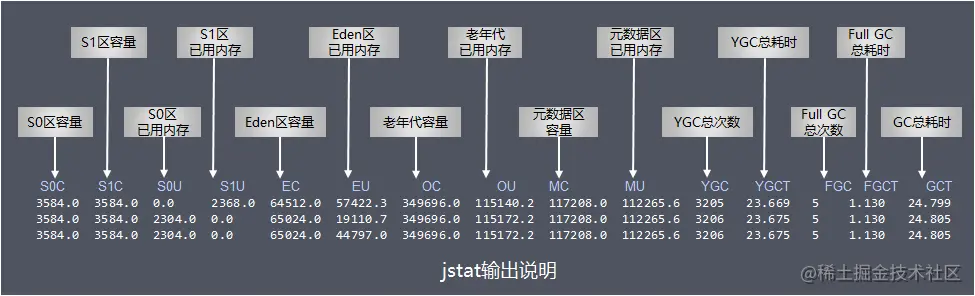 S1区容量
S1区
已用内存
Eden区
已用内存
老年代
已用内存
元数据区
已用内存
YGC总耗时
Full GC
总耗时
S0区容量
S0区
已用内存
Eden区容量
老年代容量
元数据区
容量
YGC总次数
Full GC
总次数
GC总耗时
S0C S1C S0U S1U EC EU OC OU MC MU YGC YGCT FGC FGCT GCT
3584.0 3584.0 0.0 2368.0 64512.0 57422.3 349696.0 115140.2 117208.0 112265.6 3205 23.669 5 1.130 24.799
3584.0 3584.0 2304.0 0.0 65024.0 19110.7 349696.0 115172.2 117208.0 112265.6 3206 23.675 5 1.130 24.805
3584.0 3584.0 2304.0 0.0 65024.0 44797.0 349696.0 115172.2 117208.0 112265.6 3206 23.675 5 1.130 24.805
jstat输出说明
@稀土掘金技术社区